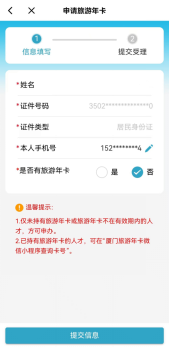 申请旅游年卡
1
2
信息填写
提交受理
*姓名
*证件号码
3502************0
*证件类型
居民身份证
*本人手机号
152********4
*是否有旅游年卡
是
否
温馨提示:
1.仅未持有旅游年卡或旅游年卡不在有效期内的人
才，方可申办。
2.已持有旅游年卡的人才，可在"厦门旅游年卡微
信小程序查询卡号"。
提交信息